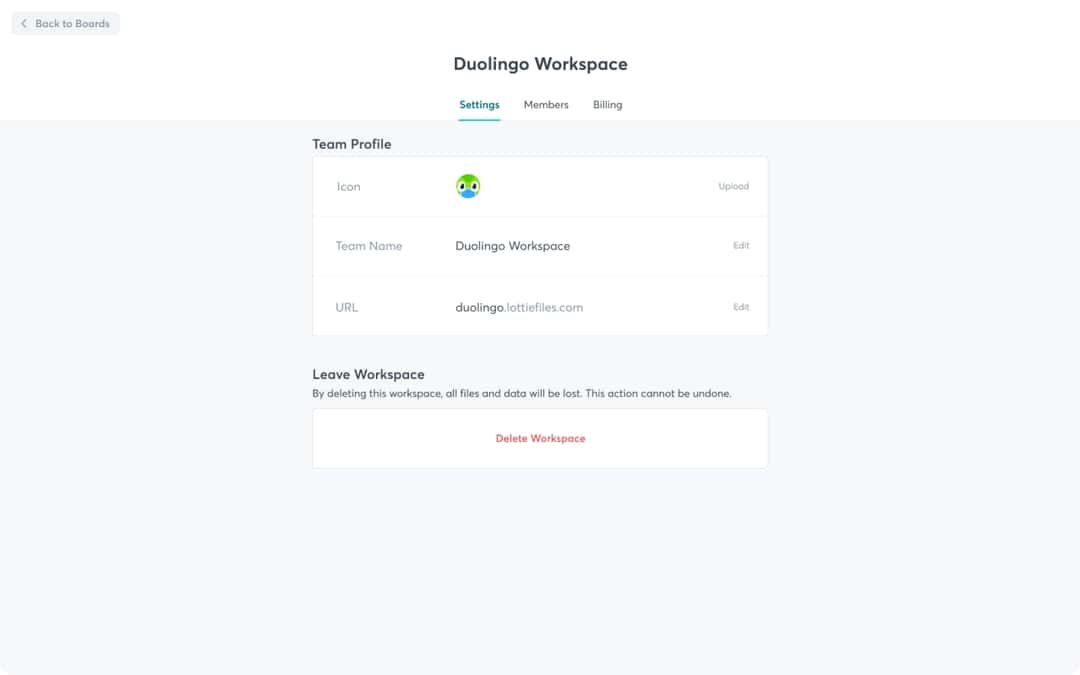 Back to Boards
Duolingo Workspace
Settings Members Billing
Team Profile
Icon Upload
Team Name Duolingo Workspace Edit
URL duolingo.lottiefiles.com Edit
Leave Workspace
By deleting this workspace, all files and data will be lost. This action cannot be undone.
Delete Workspace